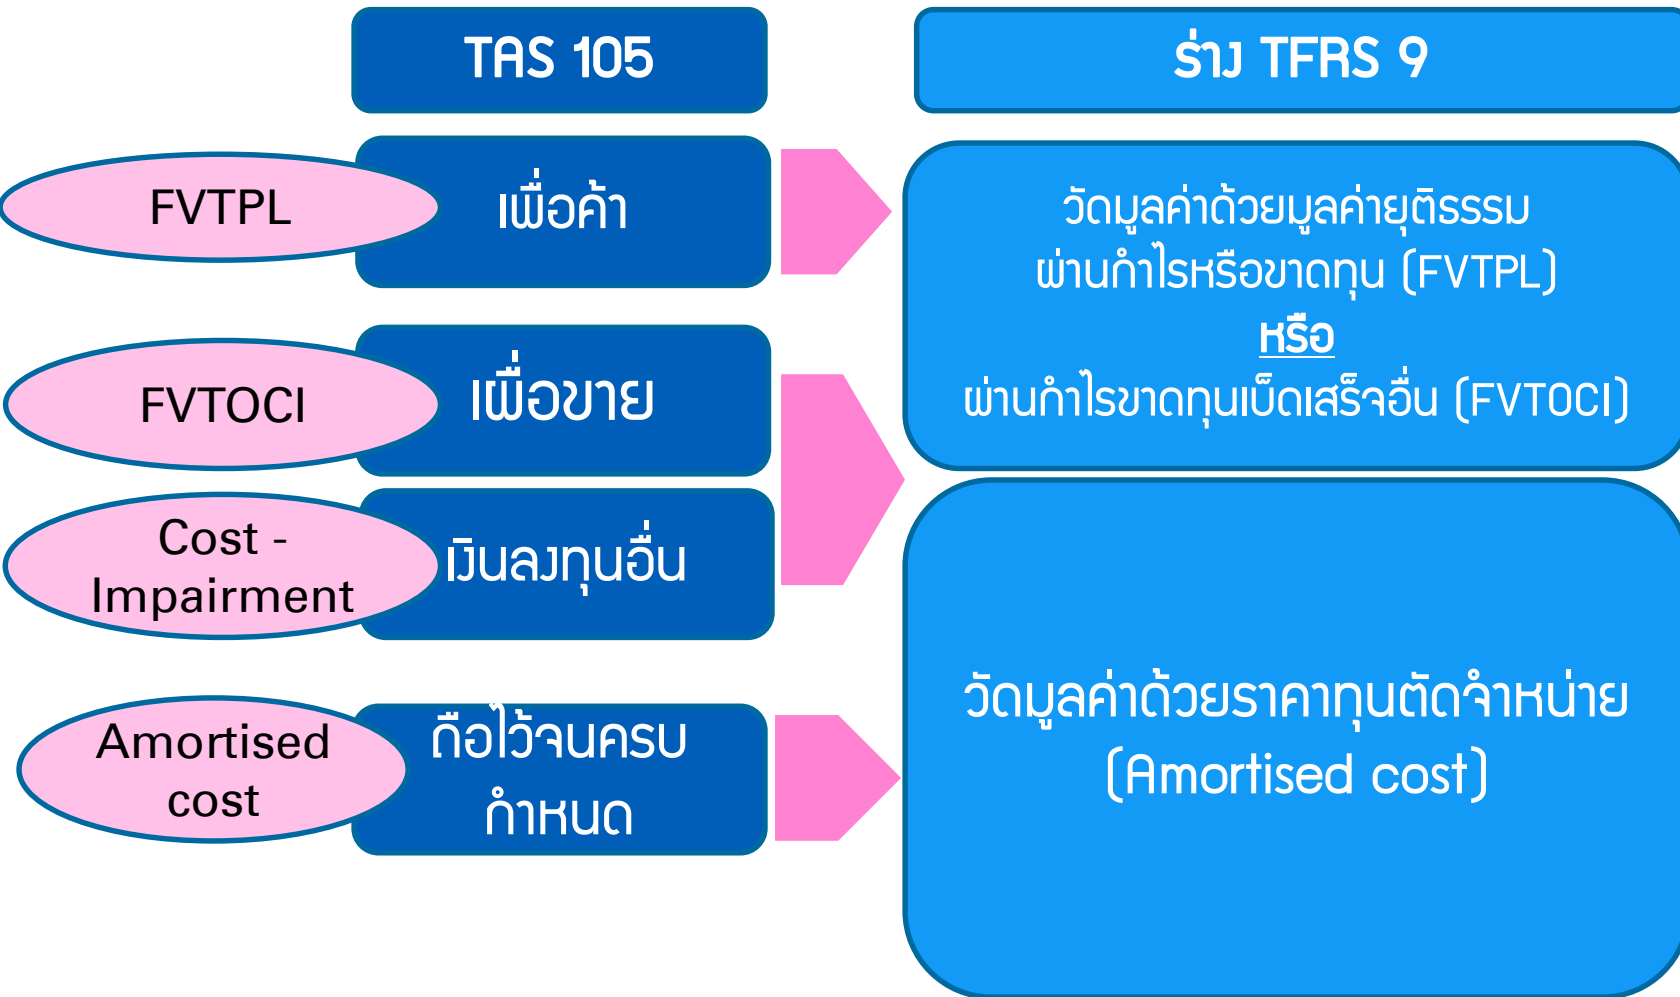 TAS 105
ร่าง TFRS 9
FVTPL
เพื่อค้า
วัดมูลค่าด้วยมูลค่ายุติรรรม
ผ่านกำไรหรือขาดทุน (FVTPL)
หรือ
ผ่านกำไรขาดทุนเบ็ดเสร็จอื่น (FVTOCI)
FVTOCI
เผื่อขาย
Cost -
Impairment
เงินลงทุนอื่น
Amortised
cost
ถือไว้จนครบ
กำหนด
วัดมูลค่าด้วยราคาทุนตัดจำหน่าย
(Amortised cost)